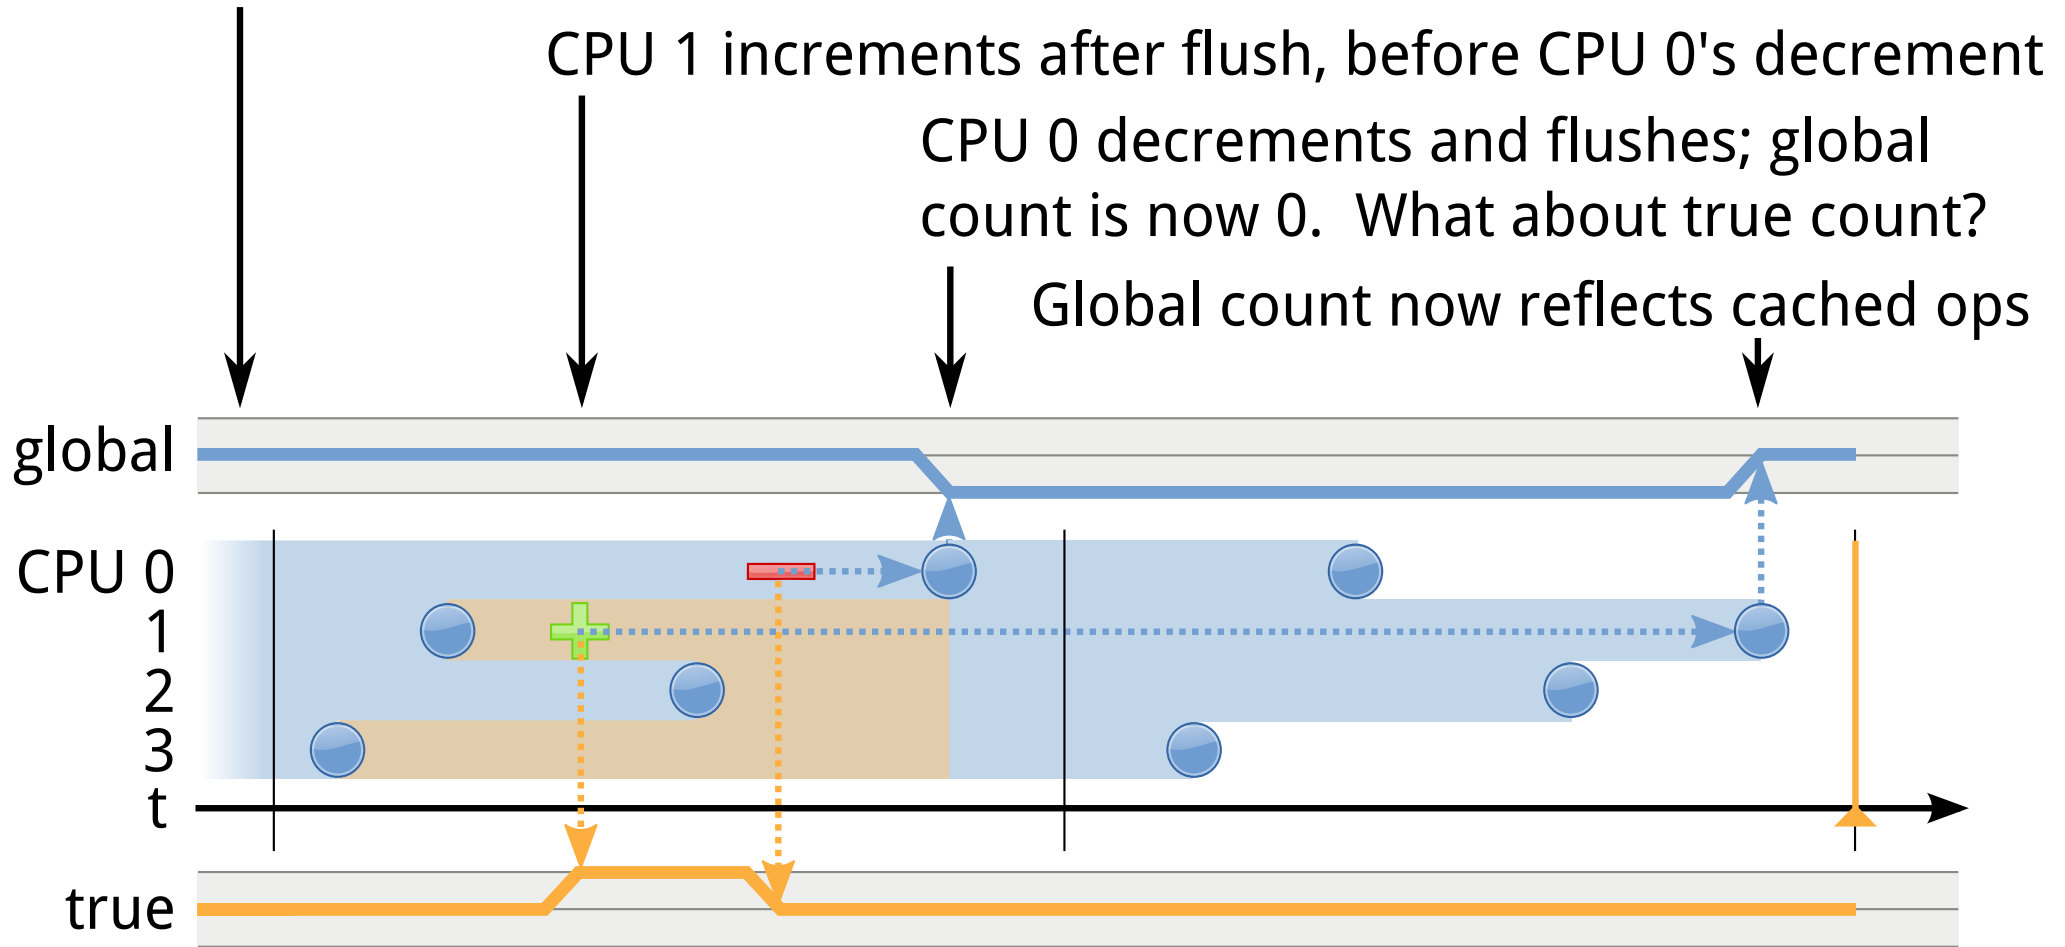 CPU 1 increments after flush, before CPU 0's decrement
CPU 0 decrements and flushes; global
count is now 0.  What about true count?
Global count now reflects cached ops
global
CPU 0
1
2
3
t
true